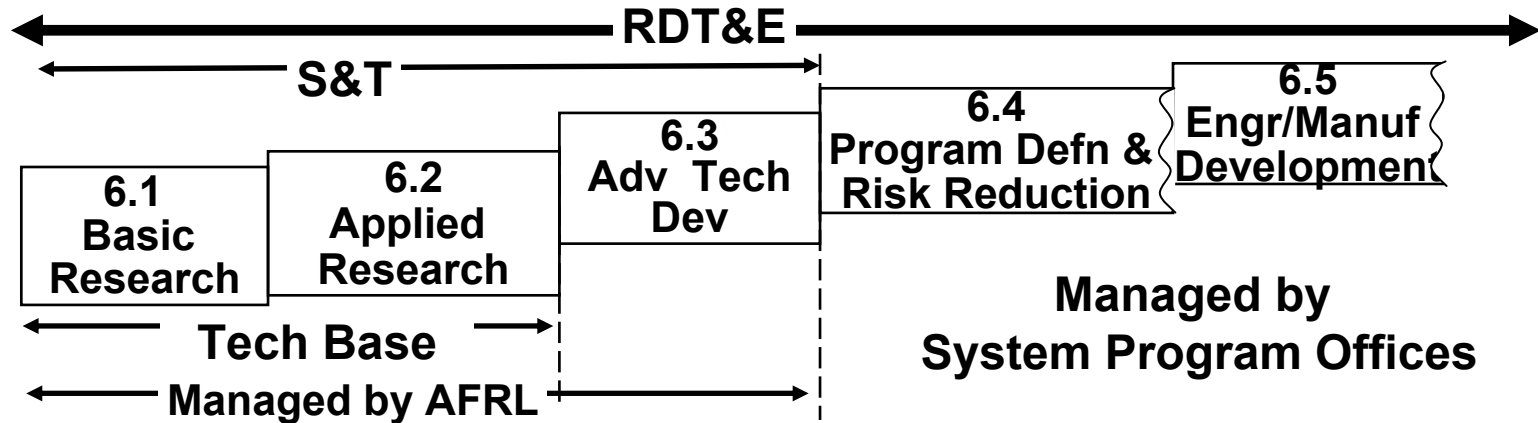 RDT&E
S&T
6.1
Basic
Research
6.2
Applied
Research
6.3
Adv Tech
Dev
6.4
Program Defn &
Risk Reduction
6.5
Engr/Manuf
Development
Tech Base
Managed by AFRL
Managed by
System Program Offices